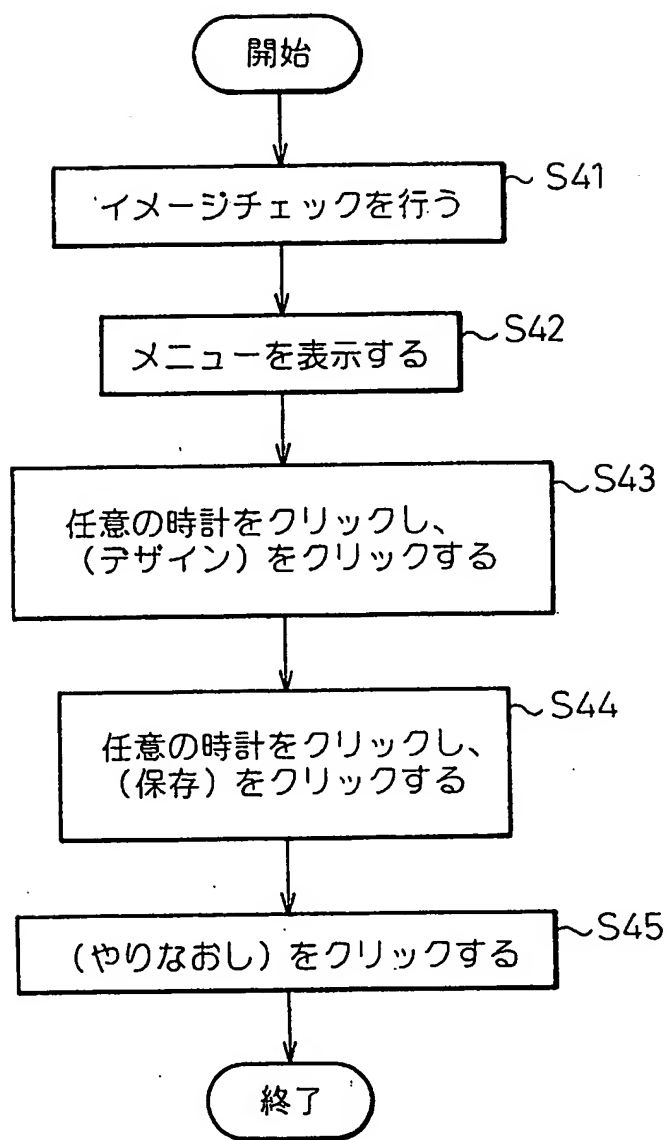 開始
イメージチェックを行う
S41
メニューを表示する
S42
任意の時計をクリックし、
(デザイン)をクリックする
S43
任意の時計をクリックし、
(保存)をクリックする
S44
(やりなおし)をクリックする
S45
終了